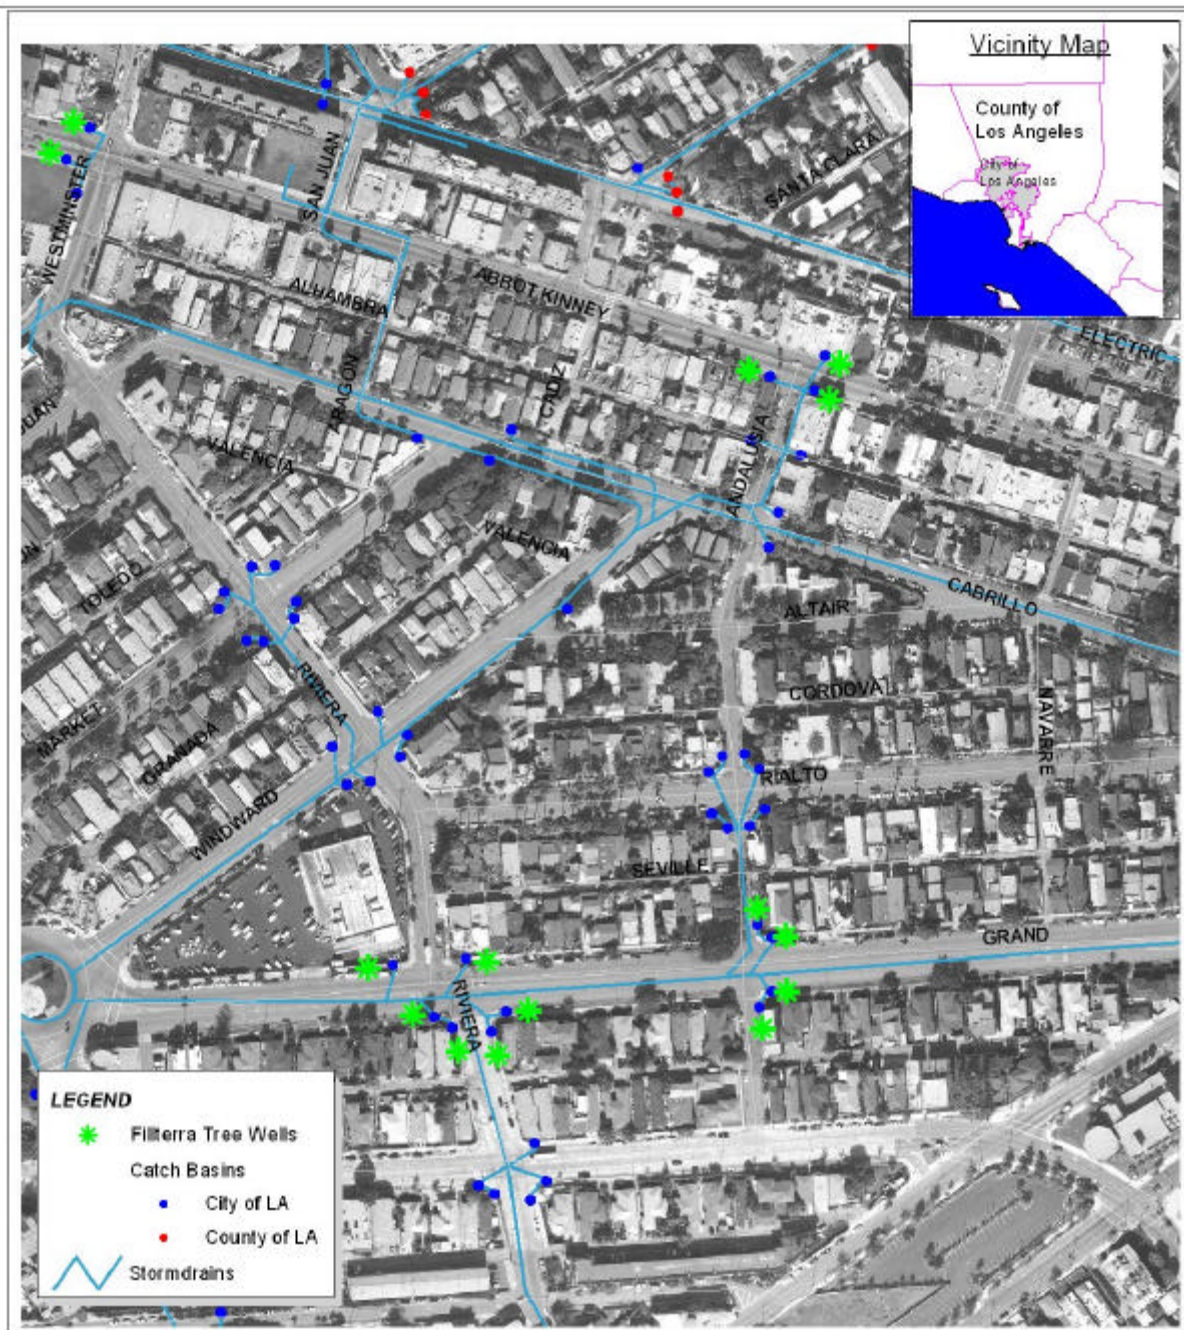 Vicinity Map
County of
Los Angeles
City of
Los Angeles
SANTA CLARA
SAN JUAN
WESTMINSTER
ABBOT KINNEY
ALHAMBRA
ELECTRIC
ARAGON
CADIZ
UAN
VALENCIA
ANDALUSIA
VALENCIA
ON
TOLEDO
CABRILLO
ALTAIR
CORDOVA
NAVARRE
RIVIERA
MARKET
GRANADA
RIALTO
WINDWARD
SEVILLE
GRAND
RIVIERA
LEGEND
Filterra Tree Wells
Catch Basins
City of LA
County of LA
Stormdrains